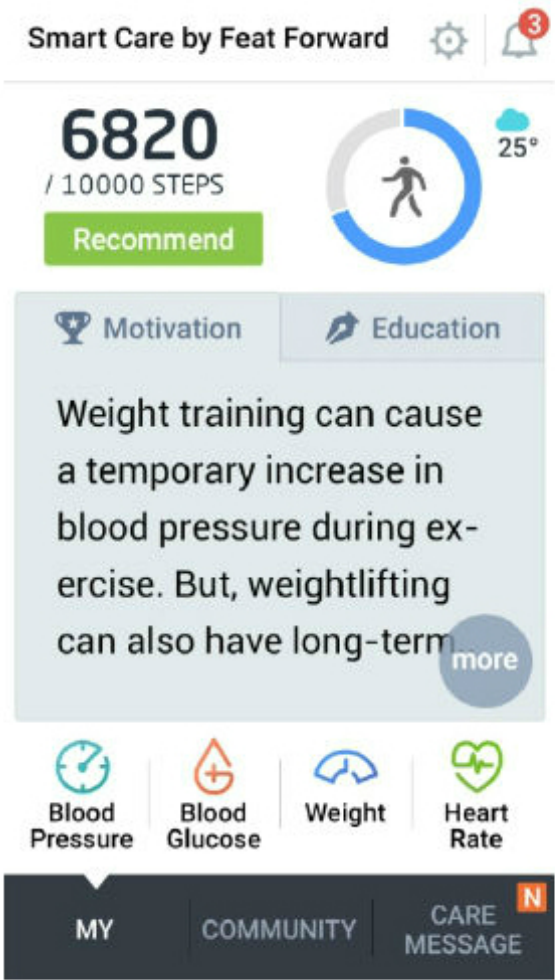 Smart Care by Feat Forward
3
6820
/ 10000 STEPS
25°
Recommend
Motivation
Education
Weight training can cause
a temporary increase in
blood pressure during ex-
ercise. But, weightlifting
can also have long-term...
more
Blood
Pressure
Blood
Glucose
Weight
Heart
Rate
N
MY
COMMUNITY
CARE
MESSAGE